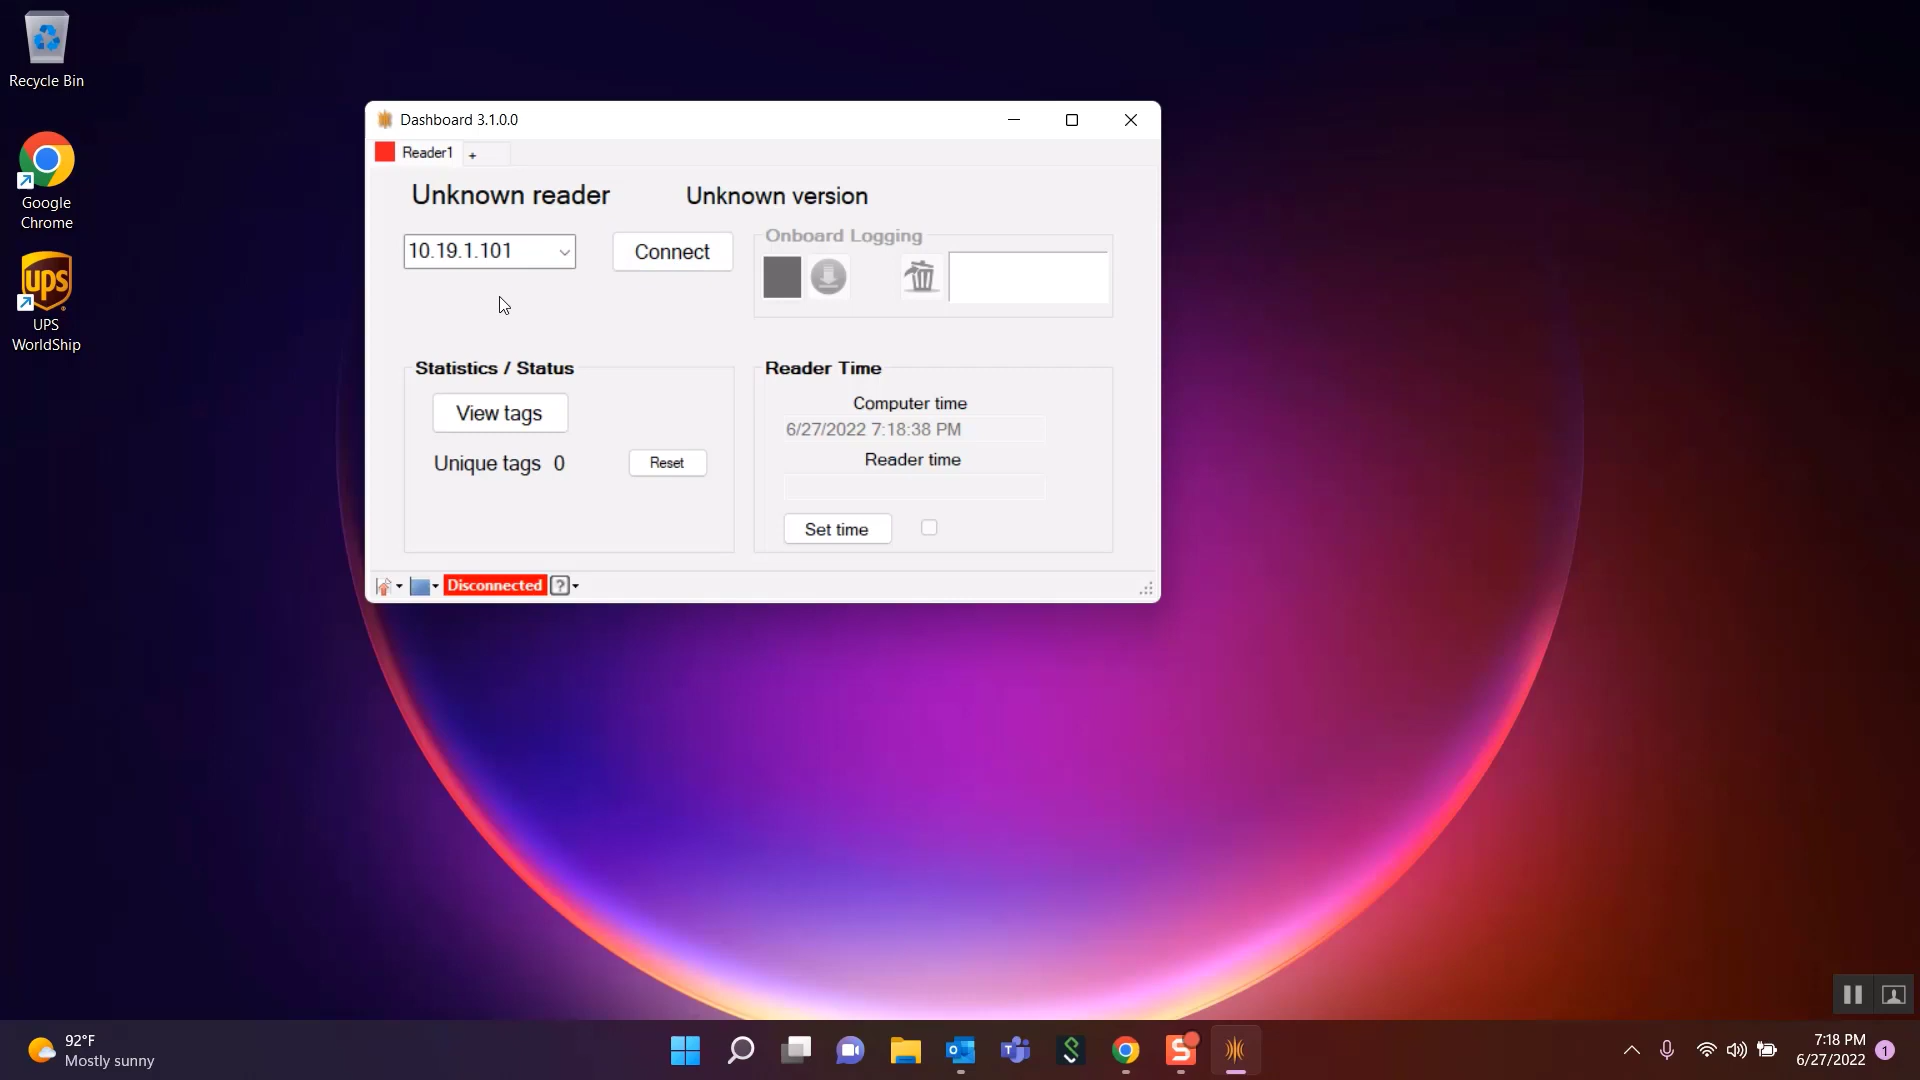 Recycle Bin
Google
Chrome
ups
UPS
WorldShip
Dashboard 3.1.0.0
Reader1 +
Unknown reader Unknown version
10.19.1.101 Connect
Onboard Logging
Statistics / Status
View tags
Unique tags 0 Reset
Reader Time
Computer time
6/27/2022 7:18:38 PM
Reader time
Set time
Disconnected ?
92°F
Mostly sunny
S
7:18 PM
6/27/2022
1